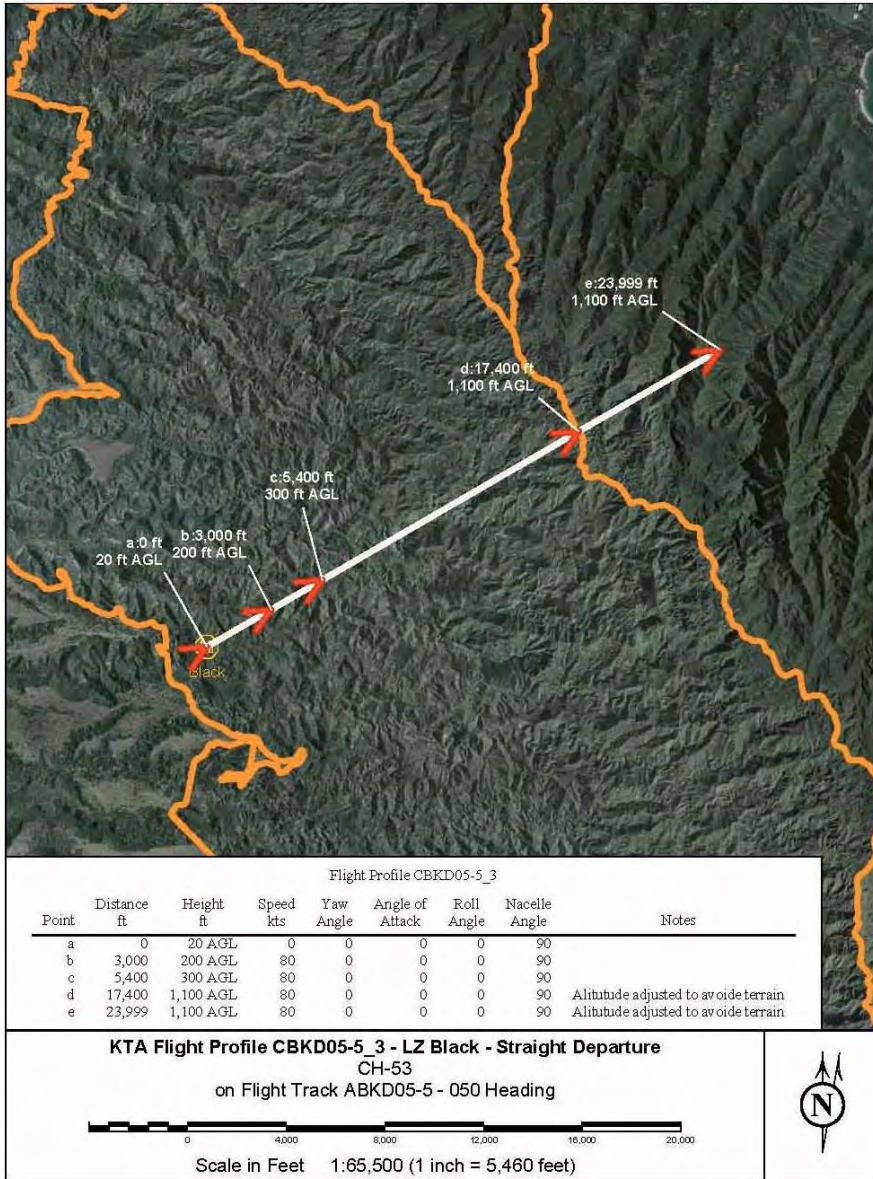 e:23,999 ft
1,100 ft AGL
d:17,400 ft
1,100 ft AGL
c:5,400 ft
300 ft AGL
b:3,000 ft
200 ft AGL
a:0 ft
20 ft AGL
Black
Flight Profile CBKD05-5_3
Point Distance ft Height ft Speed kts Yaw Angle Angle of Attack Roll Angle Nacelle Angle Notes
a 0 20 AGL 0 0 0 0 90
b 3,000 200 AGL 80 0 0 0 90
c 5,400 300 AGL 80 0 0 0 90
d 17,400 1,100 AGL 80 0 0 0 90 Alitutude adjusted to avoide terrain
e 23,999 1,100 AGL 80 0 0 0 90 Alitutude adjusted to avoide terrain
KTA Flight Profile CBKD05-5_3 - LZ Black - Straight Departure
CH-53
on Flight Track ABKD05-5 - 050 Heading
0 4,000 8,000 12,000 16,000 20,000
Scale in Feet 1:65,500 (1 inch = 5,460 feet)
N